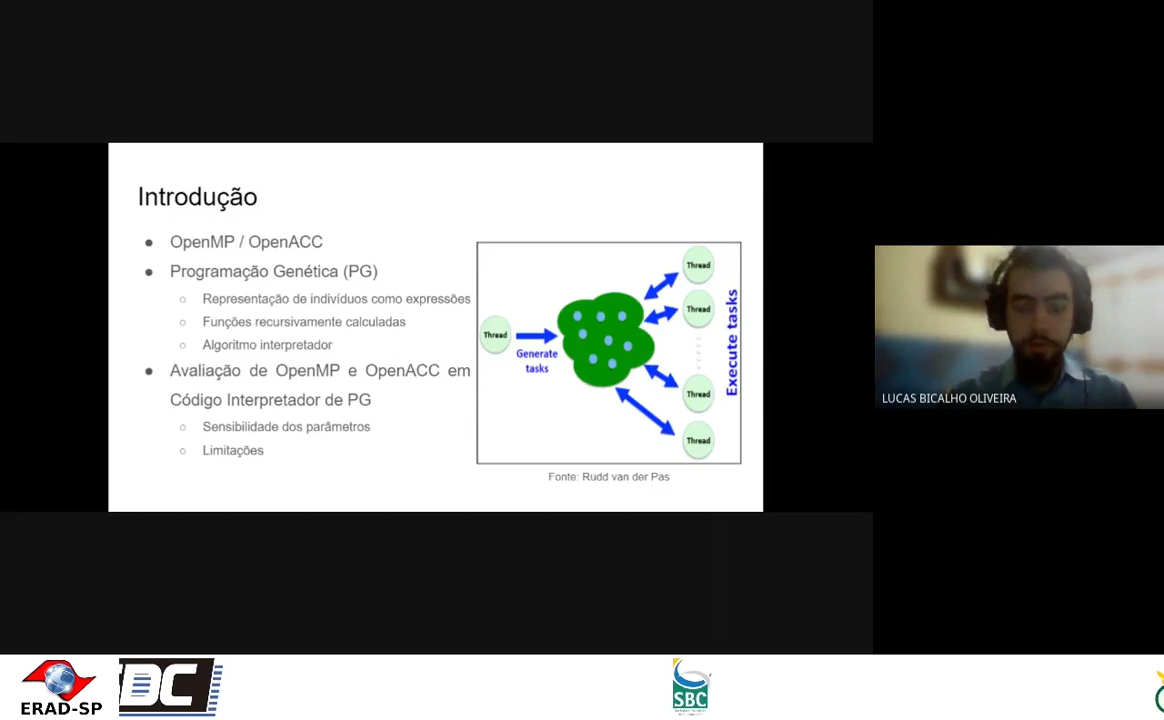 Introdução
OpenMP / OpenACC
Programação Genética (PG)
Representação de indivíduos como expressões
Funções recursivamente calculadas
Algoritmo interpretador
Avaliação de OpenMP e OpenACC em
Código Interpretador de PG
Sensibilidade dos parâmetros
Limitações
Thread
Generate
tasks
Thread
Thread
Thread
Thread
Execute tasks
Fonte: Rudd van der Pas
LUCAS BICALHO OLIVEIRA
ERAD-SP
DC
SBC